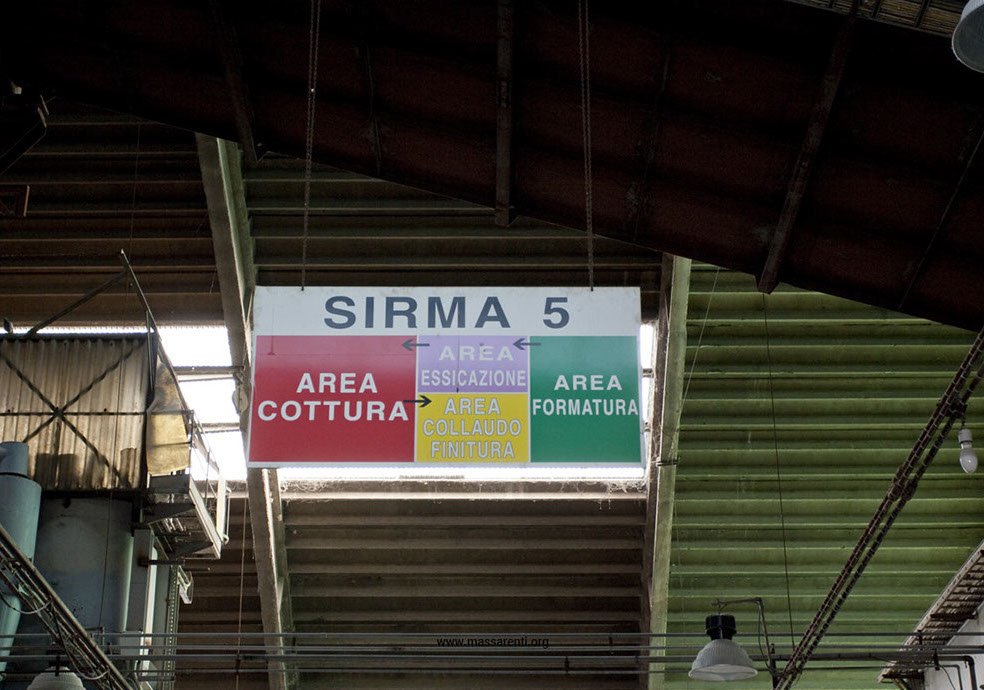 SIRMA 5
AREA
COTTURA
AREA
ESSICAZIONE
AREA
COLLAUDO
FINITURA
AREA
FORMATURA
www.massarenti.org